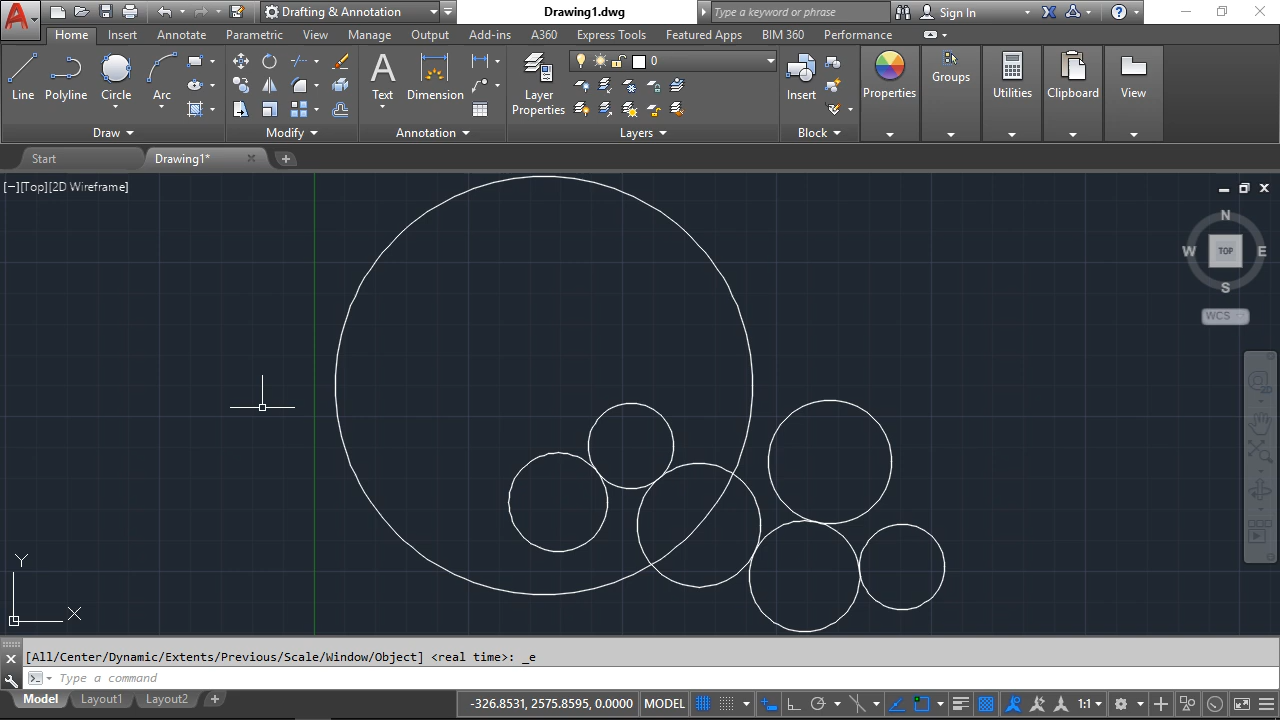 Drafting & Annotation
Drawing1.dwg
Type a keyword or phrase
Sign In
Home Insert Annotate Parametric View Manage Output Add-ins A360 Express Tools Featured Apps BIM 360 Performance
Line Polyline Circle Arc
Text Dimension
Layer Properties
0
Insert
Properties
Groups
Utilities
Clipboard
View
Draw Modify Annotation Layers Block
Start Drawing1*
[−][Top][2D Wireframe]
N
W TOP E
S
WCS
2D
Y
X
[All/Center/Dynamic/Extents/Previous/Scale/Window/Object] <real time>: _e
Type a command
Model Layout1 Layout2 +
-326.8531, 2575.8595, 0.0000 MODEL 1:1